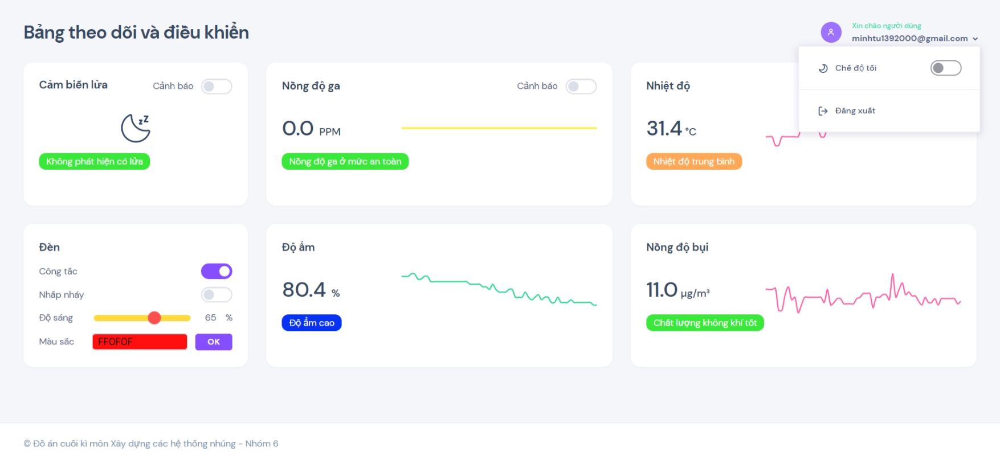 Bảng theo dõi và điều khiển
Xin chào người dùng
minhtu1392000@gmail.com
Chế độ tối
Đăng xuất
Cảm biến lửa
Cảnh báo
zZ
Không phát hiện có lửa
Nồng độ ga
Cảnh báo
0.0 PPM
Nồng độ ga ở mức an toàn
Nhiệt độ
31.4 °C
Nhiệt độ trung bình
Đèn
Công tắc
Nhấp nháy
Độ sáng 65 %
Màu sắc FF0F0F OK
Độ ẩm
80.4 %
Độ ẩm cao
Nồng độ bụi
11.0 µg/m³
Chất lượng không khí tốt
© Đồ án cuối kì môn Xây dựng các hệ thống nhúng - Nhóm 6